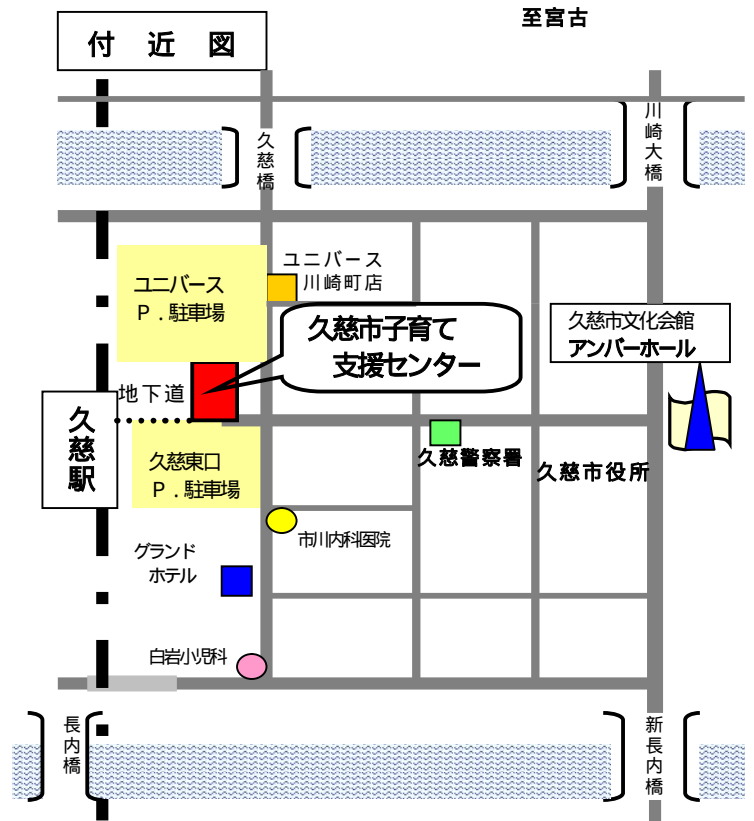 至宮古
付近図
久慈橋
川崎大橋
ユニバース
川崎町店
ユニバース
P．駐車場
久慈市子育て
支援センター
久慈市文化会館
アンバーホール
地下道
久慈駅
久慈東口
P．駐車場
久慈警察署
久慈市役所
市川内科医院
グランド
ホテル
白岩小児科
長内橋
新長内橋